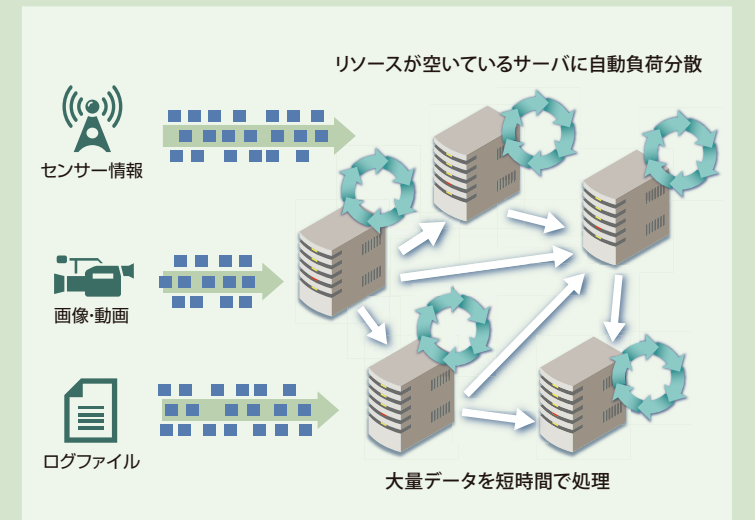 リソースが空いているサーバに自動負荷分散
センサー情報
画像・動画
ログファイル
大量データを短時間で処理